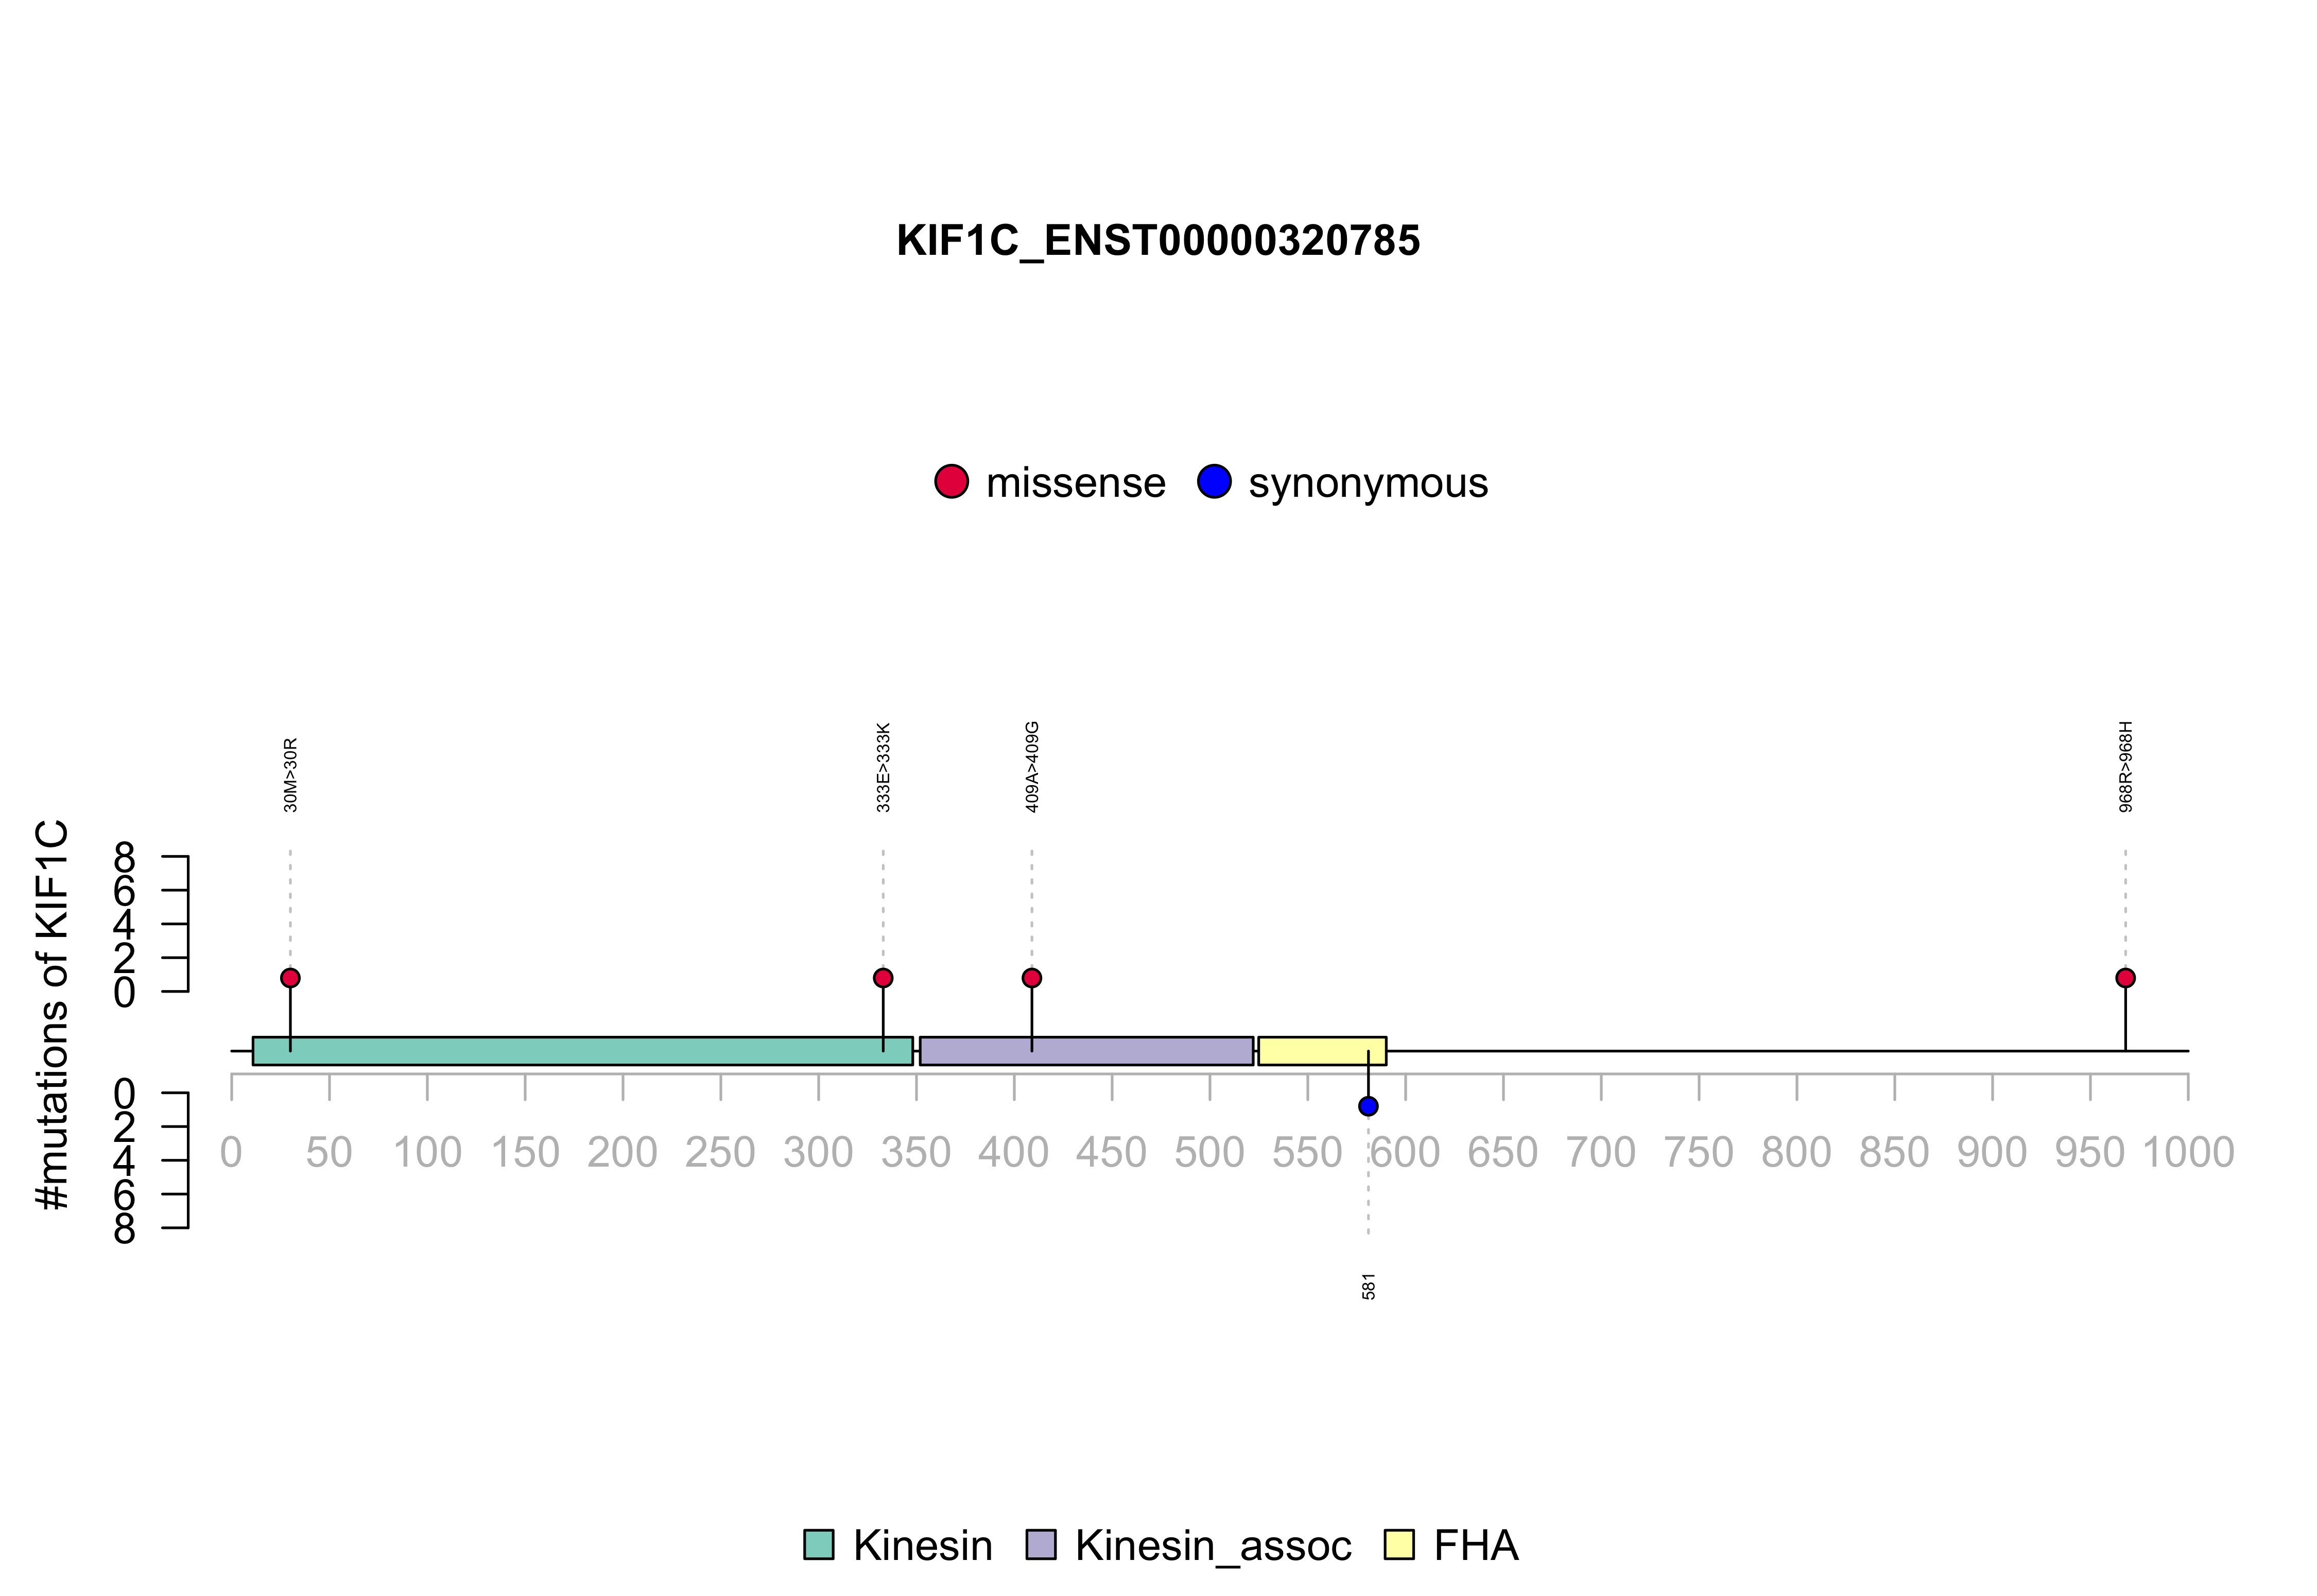 KIF1C_ENST00000320785
missense synonymous
30M>30R 333E>333K 409A>409G 968R>968H
#mutations of KIF1C
8
6
4
2
0
0
2
4
6
8
0 50 100 150 200 250 300 350 400 450 500 550 600 650 700 750 800 850 900 950 1000
581
Kinesin Kinesin_assoc FHA